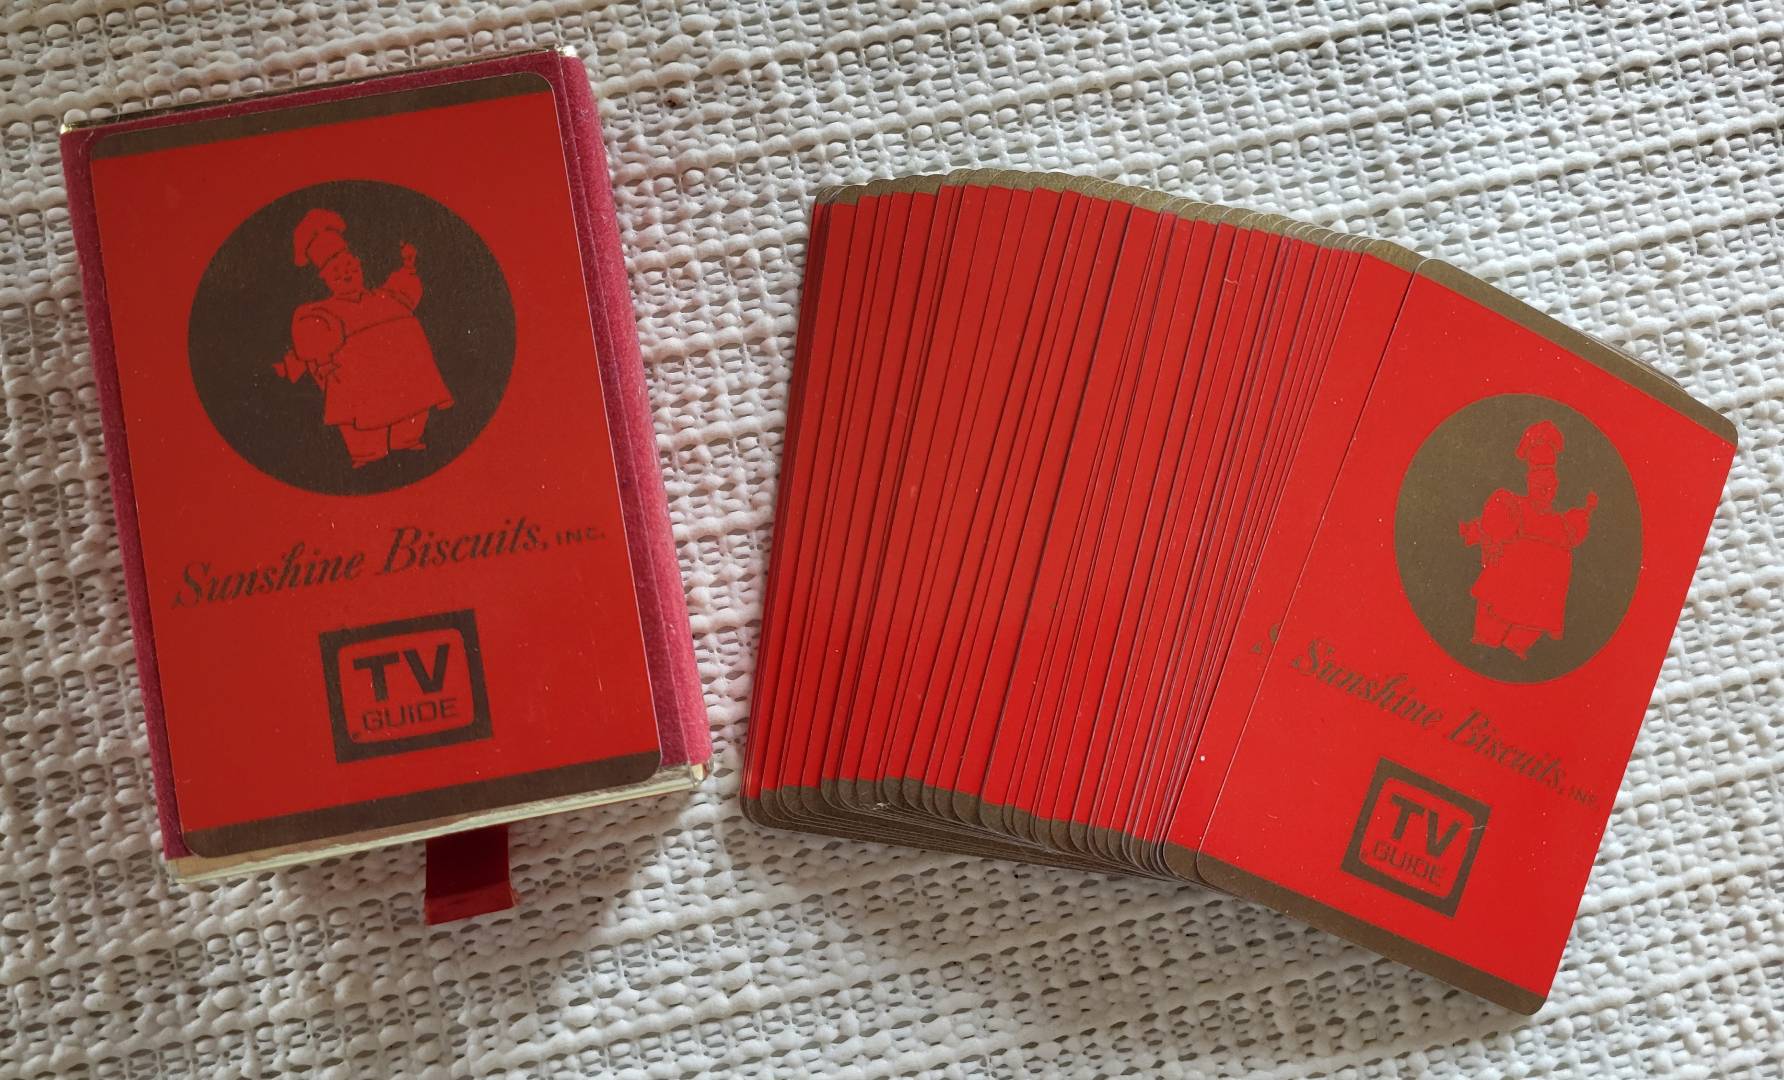 Sunshine Biscuits, INC.
TV
GUIDE
S
Sunshine Biscuits, INC.
TV
GUIDE